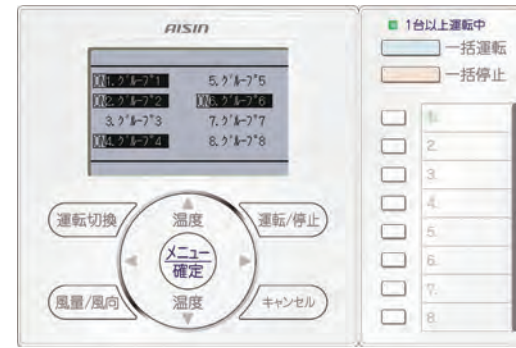 AISIN
ON1.グループ1
ON2.グループ2
3.グループ3
ON4.グループ4
5.グループ5
ON6.グループ6
7.グループ7
8.グループ8
運転切換
温度
運転/停止
メニュー
確定
風量/風向
温度
キャンセル
1台以上運転中
一括運転
一括停止
1.
2.
3.
4.
5.
6.
7.
8.